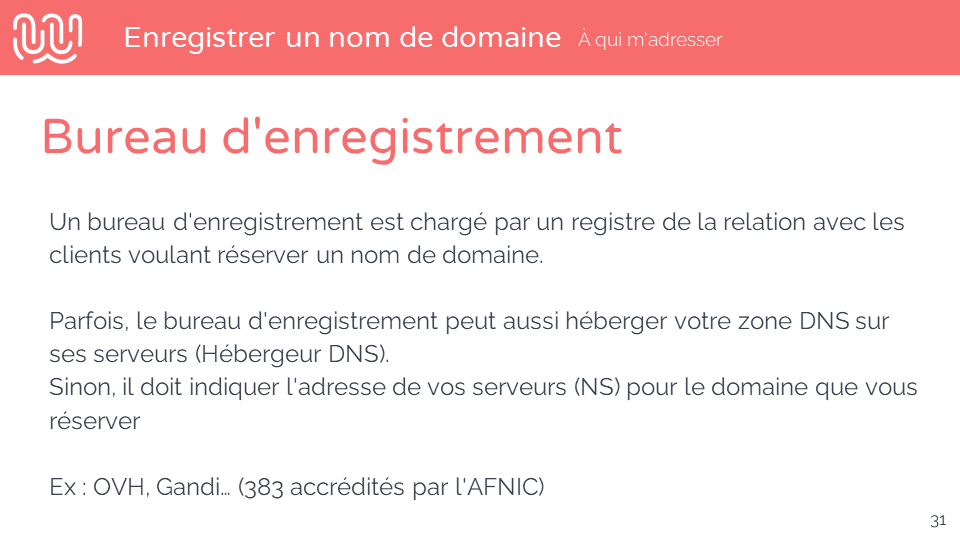 Enregistrer un nom de domaine À qui m'adresser
Bureau d'enregistrement
Un bureau d'enregistrement est chargé par un registre de la relation avec les
clients voulant réserver un nom de domaine.
Parfois, le bureau d'enregistrement peut aussi héberger votre zone DNS sur
ses serveurs (Hébergeur DNS).
Sinon, il doit indiquer l'adresse de vos serveurs (NS) pour le domaine que vous
réserver
Ex : OVH, Gandi… (383 accrédités par l'AFNIC)
31